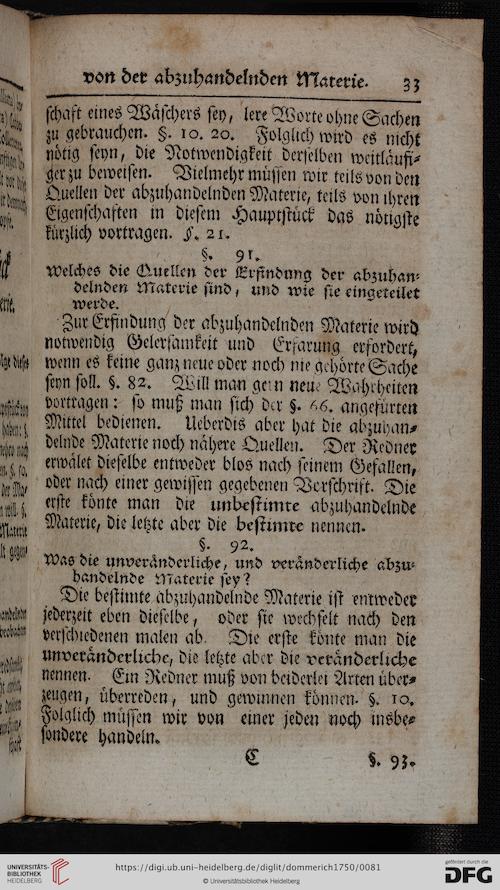 von der abzuhandelnden Materie. 33
schaft eines Wäschers sey, lere Worte ohne Sachen
zu gebrauchen. §. 10. 20. Folglich wird es nicht
nötig seyn, die Notwendigkeit derselben weitläufi-
ger zu beweisen. Vielmehr müssen wir teils von den
Quellen der abzuhandelnden Materie, teils von ihren
Eigenschaften in diesem Hauptstück das nötigste
kürzlich vortragen. §. 21.
§. 91.
Welches die Quellen der Erfindung der abzuhan-
delnden Materie sind, und wie sie eingeteilet
werde.
Zur Erfindung der abzuhandelnden Materie wird
notwendig Gelersamkeit und Erfarung erfordert,
wenn es keine ganz neue oder noch nie gehörte Sache
seyn soll. §. 82. Will man gern neue Wahrheiten
vortragen: so muß man sich der §. 66. angefürten
Mittel bedienen. Ueberdis aber hat die abzuhan-
delnde Materie noch nähere Quellen. Der Redner
erwälet dieselbe entweder blos nach seinem Gefallen,
oder nach einer gewissen gegebenen Vorschrift. Die
erste könte man die unbestimte abzuhandelnde
Materie, die letzte aber die bestimte nennen.
§. 92.
Was die unveränderliche, und veränderliche abzu-
handelnde Materie sey?
Die bestimte abzuhandelnde Materie ist entweder
jederzeit eben dieselbe, oder sie wechselt nach den
verschiedenen malen ab. Die erste könte man die
unveränderliche, die letzte aber die veränderliche
nennen. Ein Redner muß von beiderlei Arten über-
zeugen, überreden, und gewinnen können. §. 10.
Folglich müssen wir von einer jeden noch insbe-
sondere handeln.
C §. 93.
UNIVERSITÄTS-
BIBLIOTHEK
HEIDELBERG
https://digi.ub.uni-heidelberg.de/diglit/dommerich1750/0081
© Universitätsbibliothek Heidelberg
gefördert durch die
DFG